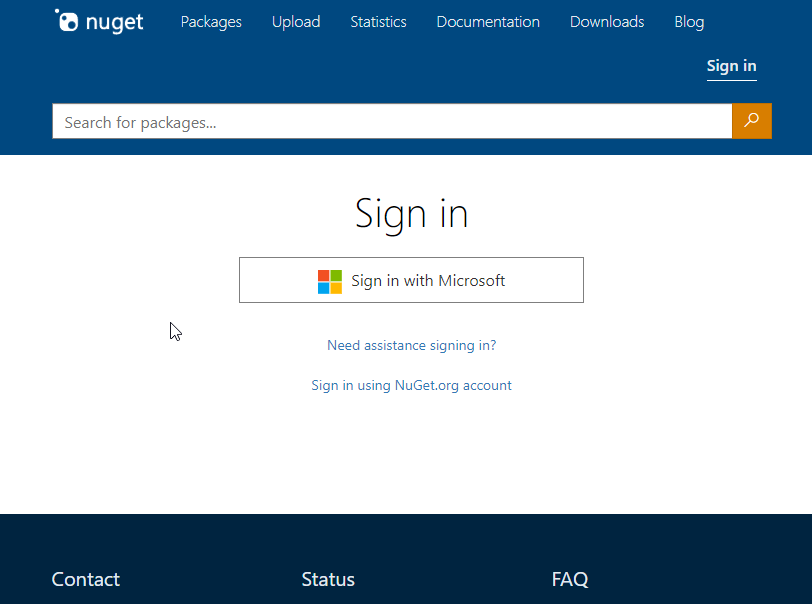 nuget Packages Upload Statistics Documentation Downloads Blog
Sign in
Search for packages...
Sign in
Sign in with Microsoft
Need assistance signing in?
Sign in using NuGet.org account
Contact Status FAQ